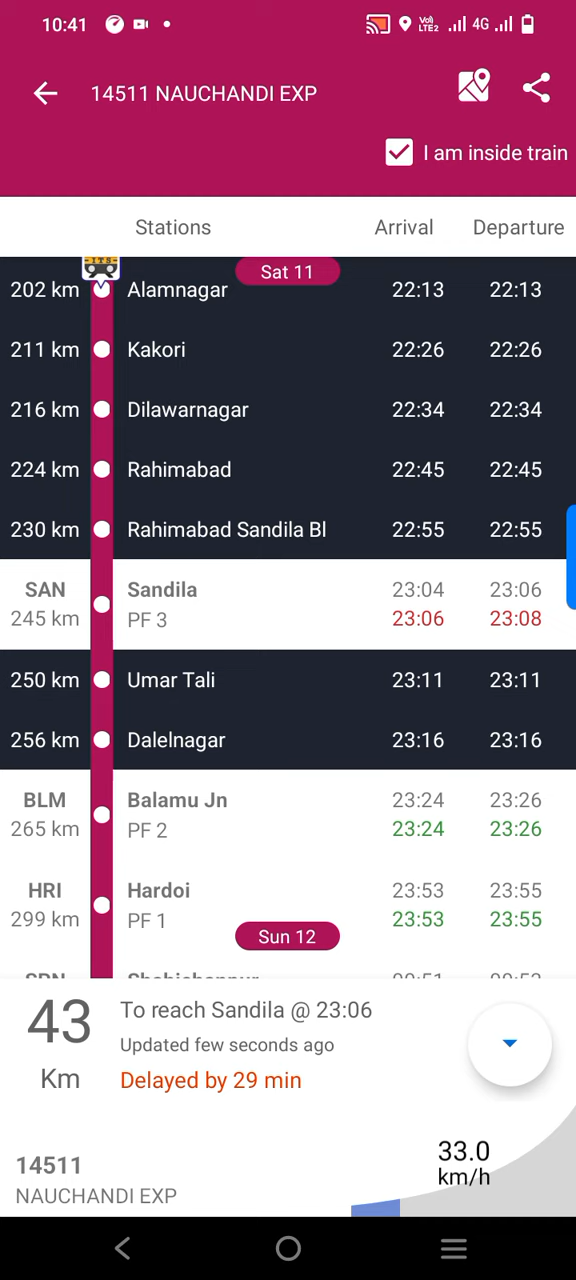 10:41
Vo) LTE2 4G
14511 NAUCHANDI EXP
I am inside train
Stations Arrival Departure
ITS
Sat 11
202 km Alamnagar 22:13 22:13
211 km Kakori 22:26 22:26
216 km Dilawarnagar 22:34 22:34
224 km Rahimabad 22:45 22:45
230 km Rahimabad Sandila Bl 22:55 22:55
SAN Sandila 23:04 23:06
245 km PF 3 23:06 23:08
250 km Umar Tali 23:11 23:11
256 km Dalelnagar 23:16 23:16
BLM Balamu Jn 23:24 23:26
265 km PF 2 23:24 23:26
HRI Hardoi 23:53 23:55
299 km PF 1 23:53 23:55
Sun 12
43 Km
To reach Sandila @ 23:06
Updated few seconds ago
Delayed by 29 min
33.0
km/h
14511
NAUCHANDI EXP